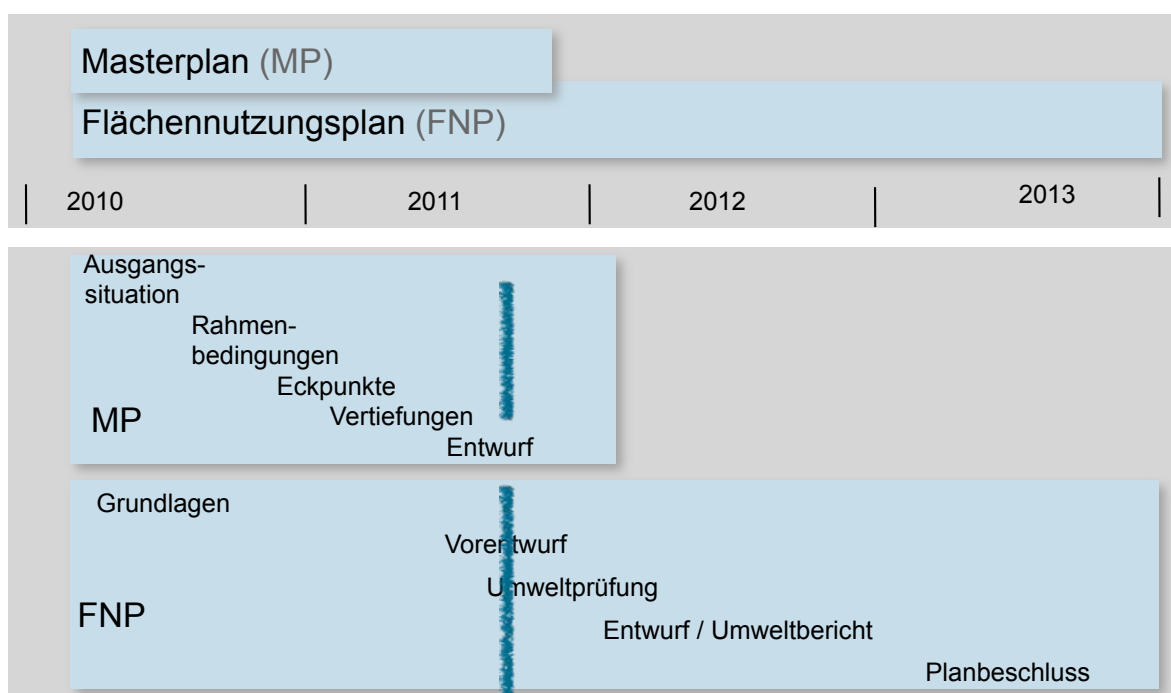 Masterplan (MP)
Flächennutzungsplan (FNP)
2010
2011
2012
2013
Ausgangs-
situation
Rahmen-
bedingungen
Eckpunkte
MP
Vertiefungen
Entwurf
Grundlagen
Vorentwurf
Umweltprüfung
FNP
Entwurf / Umweltbericht
Planbeschluss